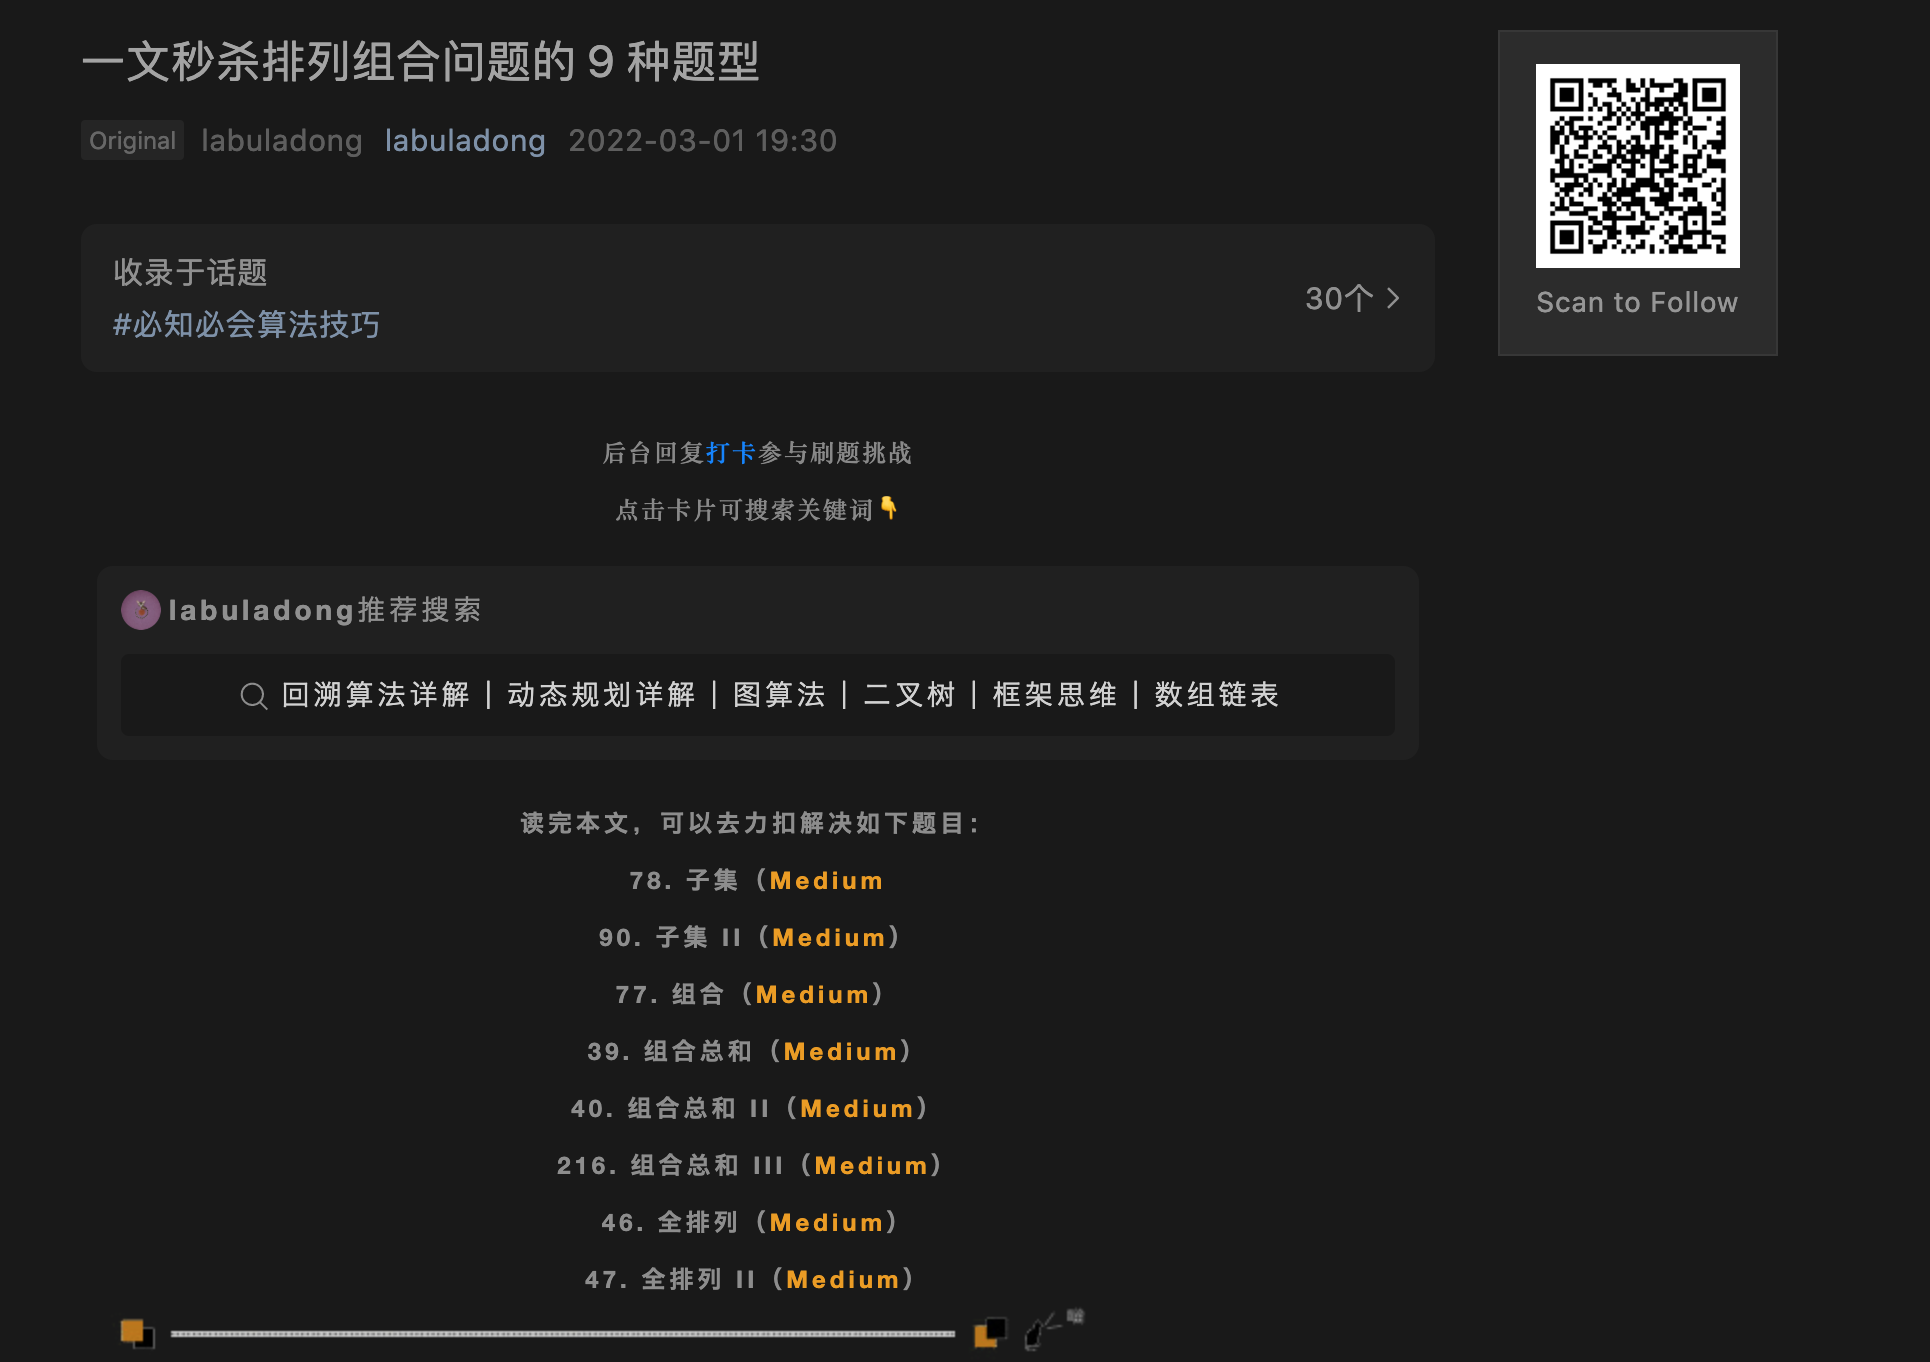 一文秒杀排列组合问题的 9 种题型
Original labuladong labuladong 2022-03-01 19:30
收录于话题
#必知必会算法技巧
30个
Scan to Follow
后台回复打卡参与刷题挑战
点击卡片可搜索关键词👇
labuladong推荐搜索
回溯算法详解｜动态规划详解｜图算法｜二叉树｜框架思维｜数组链表
读完本文，可以去力扣解决如下题目：
78. 子集（Medium
90. 子集 II（Medium）
77. 组合（Medium）
39. 组合总和（Medium）
40. 组合总和 II（Medium）
216. 组合总和 III（Medium）
46. 全排列（Medium）
47. 全排列 II（Medium）